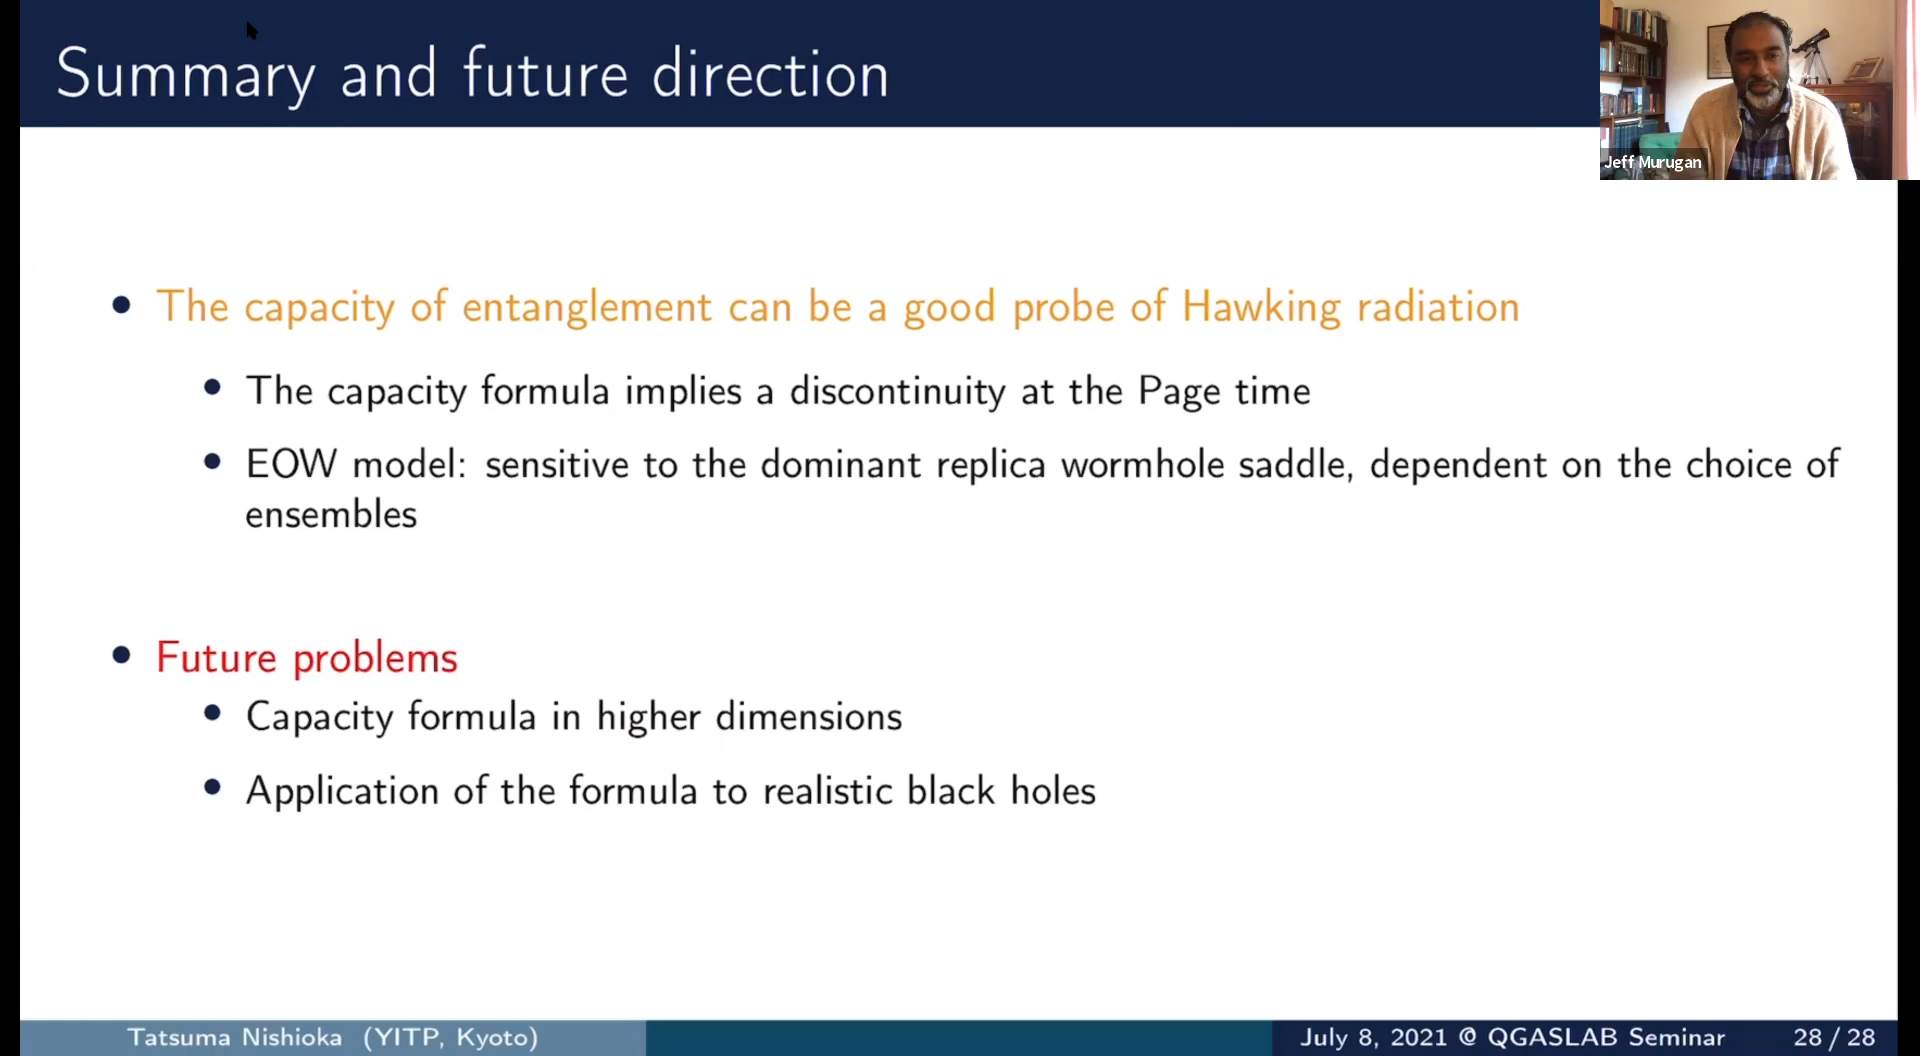 Summary and future direction
Jeff Murugan
• The capacity of entanglement can be a good probe of Hawking radiation
• The capacity formula implies a discontinuity at the Page time
• EOW model: sensitive to the dominant replica wormhole saddle, dependent on the choice of
ensembles
• Future problems
• Capacity formula in higher dimensions
• Application of the formula to realistic black holes
Tatsuma Nishioka (YITP, Kyoto)
July 8, 2021 @ QGASLAB Seminar
28 / 28